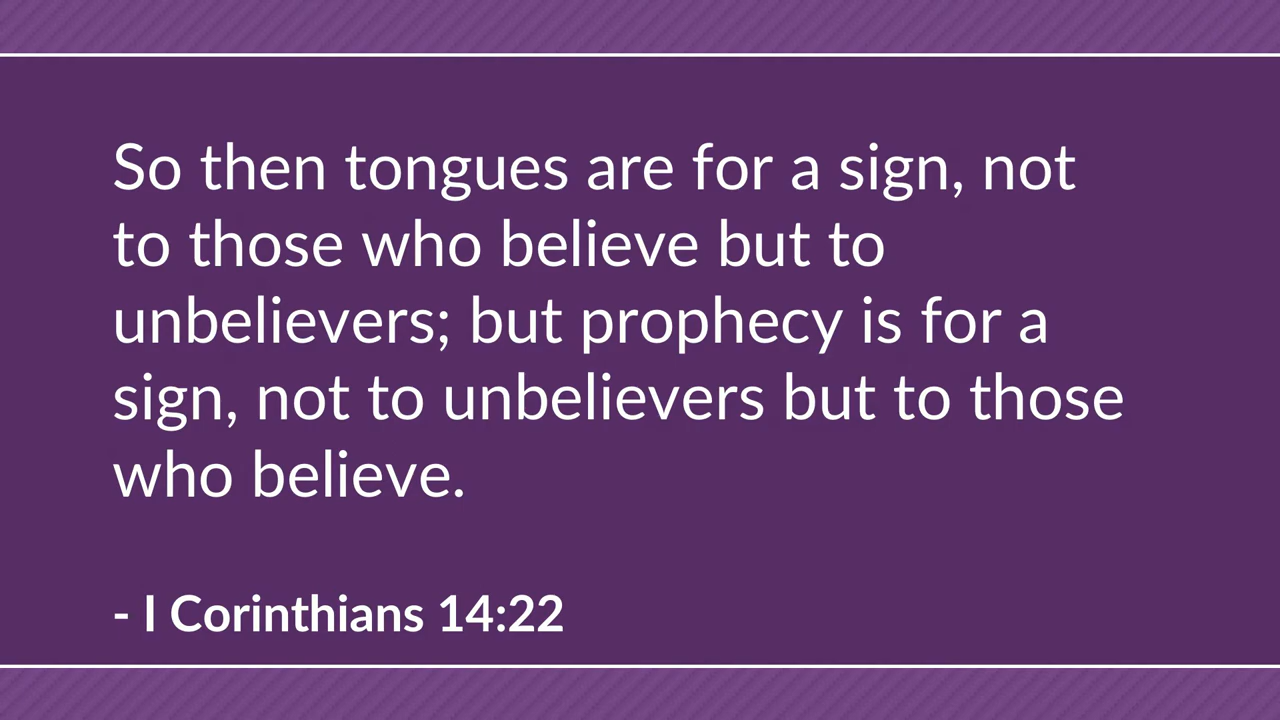 So then tongues are for a sign, not
to those who believe but to
unbelievers; but prophecy is for a
sign, not to unbelievers but to those
who believe.
- I Corinthians 14:22